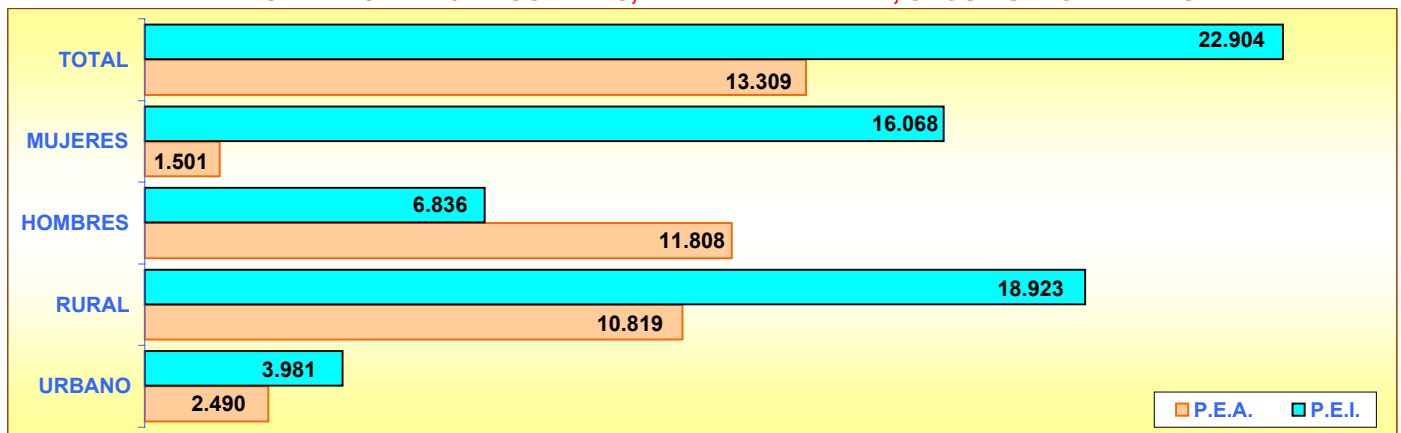 TOTAL
22.904
13.309
MUJERES
16.068
1.501
HOMBRES
6.836
11.808
RURAL
18.923
10.819
URBANO
3.981
2.490
P.E.A. P.E.I.